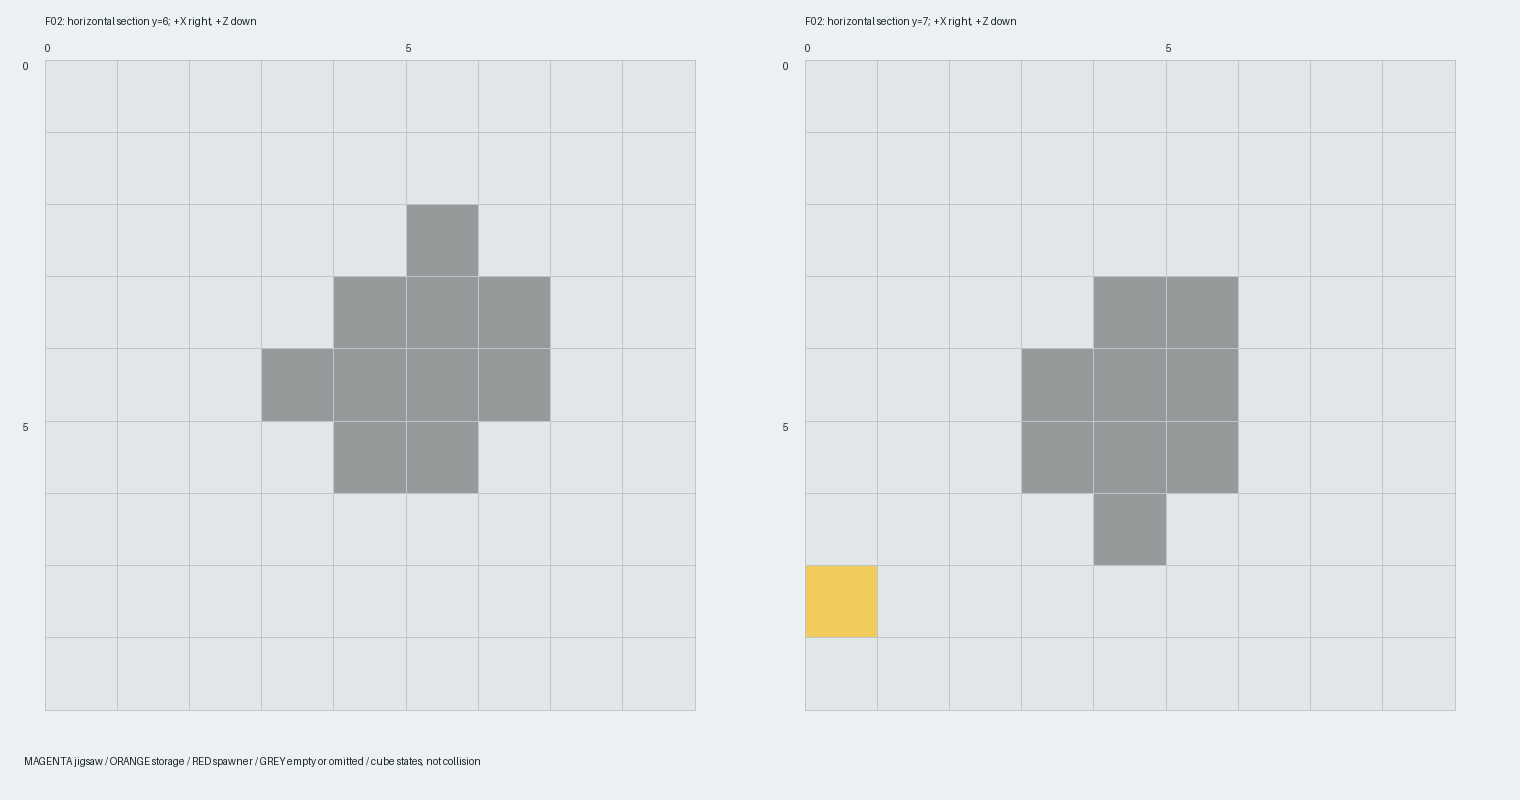 F02: horizontal section y=6; +X right, +Z down
F02: horizontal section y=7; +X right, +Z down
0 5
0 5
0
0
5
5
MAGENTA jigsaw / ORANGE storage / RED spawner / GREY empty or omitted / cube states, not collision